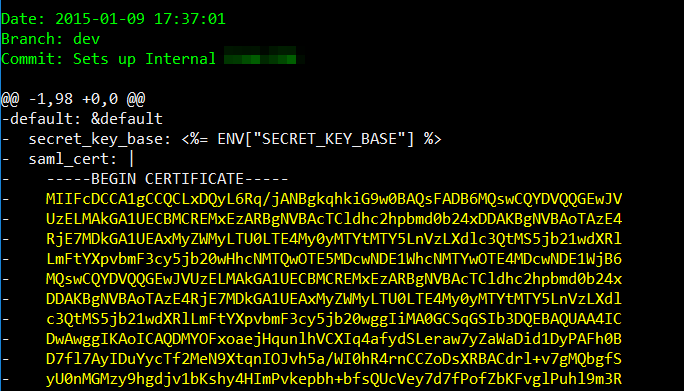 Date: 2015-01-09 17:37:01
Branch: dev
Commit: Sets up Internal
@@ -1,98 +0,0 @@
-default: &default
-  secret_key_base: <%= ENV["SECRET_KEY_BASE"] %>
-  saml_cert: |
-    -----BEGIN CERTIFICATE-----
-    MIIFcDCCA1gCCQCLxDQyL6Rq/jANBgkqhkiG9w0BAQsFADB6MQswCQYDVQQGEwJV
-    UzELMAkGA1UECBMCREMxEzARBgNVBAcTCldhc2hpbmd0b24xDDAKBgNVBAoTAzE4
-    RjE7MDkGA1UEAxMyZWMyLTU0LTE4My0yMTYtMTY5LnVzLXdlc3QtMS5jb21wdXRl
-    LmFtYXpvbmF3cy5jb20wHhcNMTQwOTE5MDcwNDE1WhcNMTYwOTE4MDcwNDE1WjB6
-    MQswCQYDVQQGEwJVUzELMAkGA1UECBMCREMxEzARBgNVBAcTCldhc2hpbmd0b24x
-    DDAKBgNVBAoTAzE4RjE7MDkGA1UEAxMyZWMyLTU0LTE4My0yMTYtMTY5LnVzLXdl
-    c3QtMS5jb21wdXRlLmFtYXpvbmF3cy5jb20wggIiMA0GCSqGSIb3DQEBAQUAA4IC
-    DwAwggIKAoICAQDMYOFxoaejHqunlhVCXIq4afydSLeraw7yZaWaDid1DyPAFh0B
-    D7fl7AyIDuYycTf2MeN9XtqnIOJvh5a/WI0hR4rnCCZoDsXRBACdrl+v7gMQbgfS
-    yU0nMGMzy9hgdjv1bKshy4HImPvkepbh+bfsQUcVey7d7fPofZbKFvglPuhl9m3R